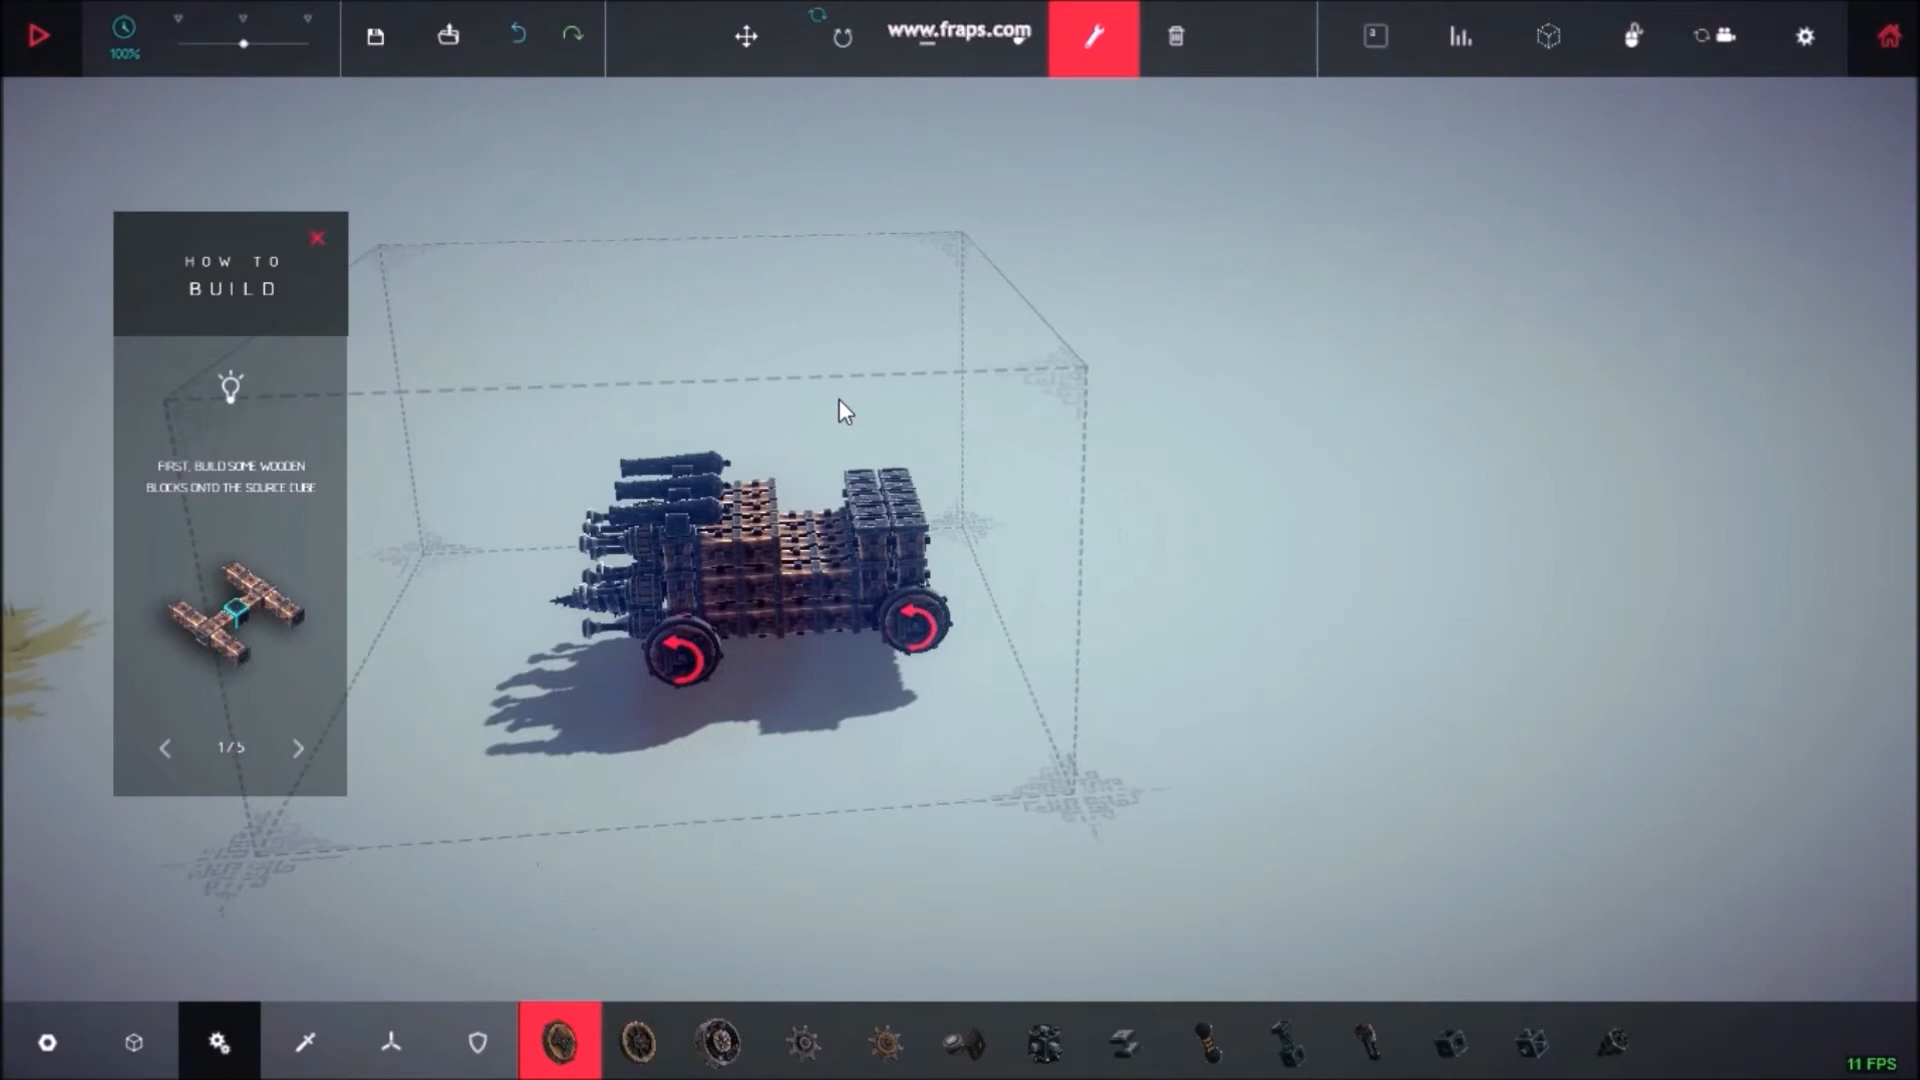 100%
www.fraps.com
HOW TO
BUILD
FIRST, BUILD SOME WOODEN
BLOCKS ONTO THE SOURCE CUBE
1/5
11 FPS